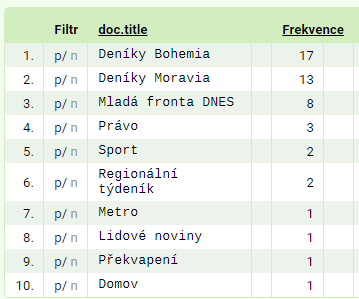 Filtr doc.title Frekvence
1. p/ n Deníky Bohemia 17
2. p/ n Deníky Moravia 13
3. p/ n Mladá fronta DNES 8
4. p/ n Právo 3
5. p/ n Sport 2
6. p/ n Regionální týdeník 2
7. p/ n Metro 1
8. p/ n Lidové noviny 1
9. p/ n Překvapení 1
10. p/ n Domov 1